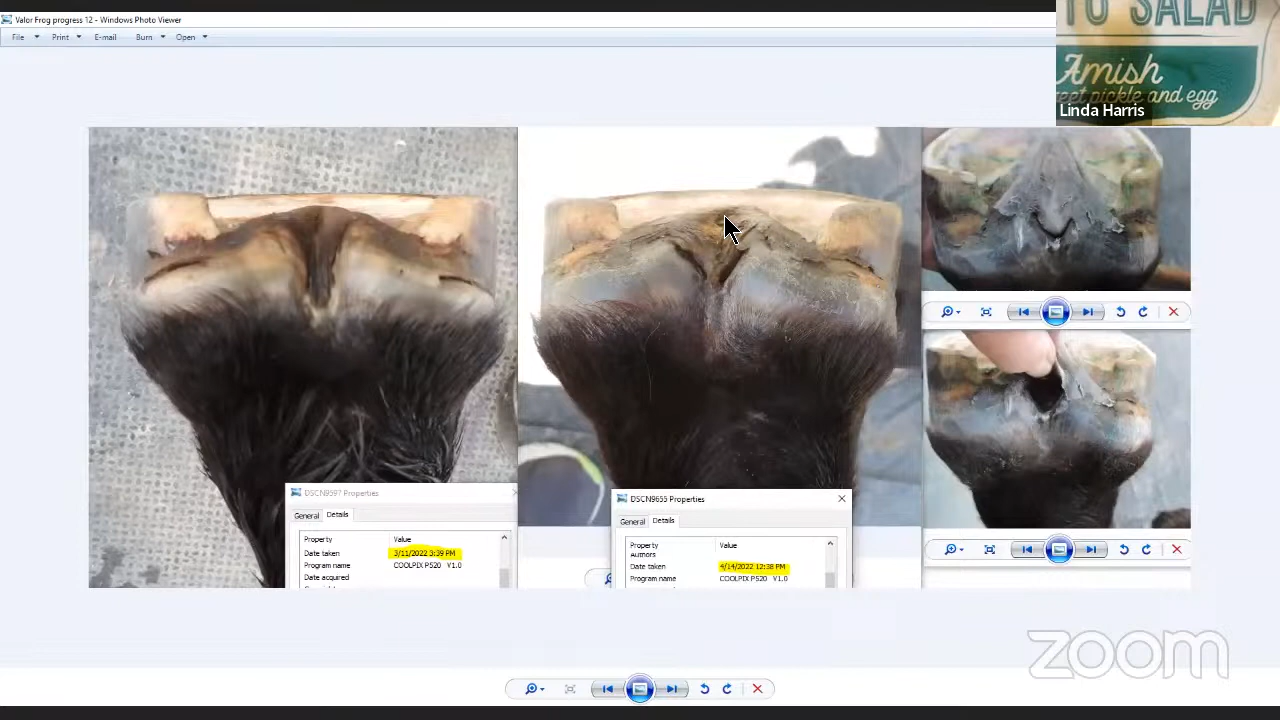 Valor Frog progress 12 - Windows Photo Viewer
File Print E-mail Burn Open
TO SALAD
Amish
pickle and egg
Linda Harris
DSCN9597 Properties
General Details
Property Value
Date taken 3/11/2022 3:39 PM
Program name COOLPIX P520 V1.0
Date acquired
DSCN9655 Properties
General Details
Property Value
Authors
Date taken 4/14/2022 12:38 PM
Program name COOLPIX P520 V1.0
zoom